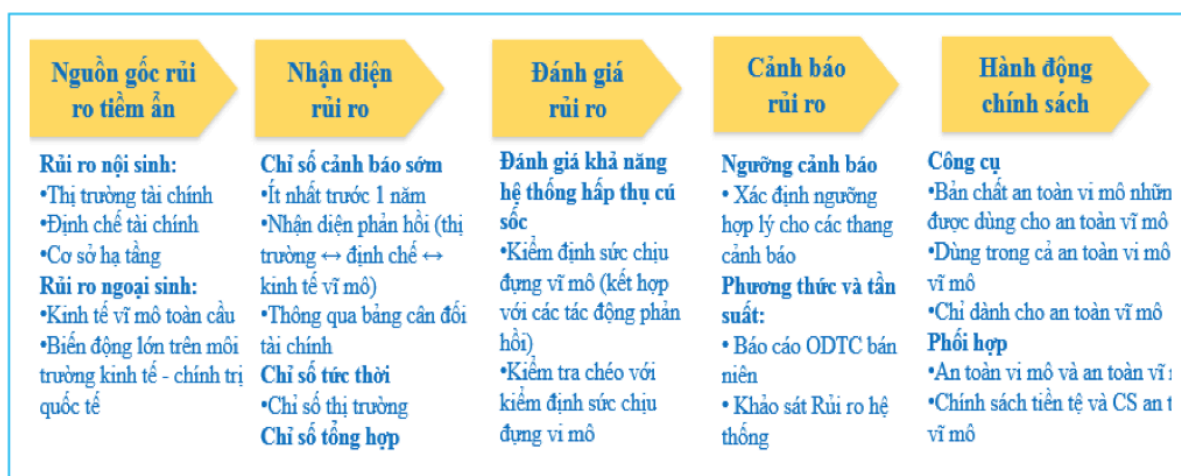 Nguồn gốc rủi
ro tiềm ẩn
Rủi ro nội sinh:
•Thị trường tài chính
•Định chế tài chính
•Cơ sở hạ tầng
Rủi ro ngoại sinh:
•Kinh tế vĩ mô toàn cầu
•Biến động lớn trên môi
trường kinh tế - chính trị
quốc tế
Nhận diện
rủi ro
Chỉ số cảnh báo sớm
•Ít nhất trước 1 năm
•Nhận diện phản hồi (thị
trường ↔ định chế ↔
kinh tế vĩ mô)
•Thông qua bảng cân đối
tài chính
Chỉ số tức thời
•Chỉ số thị trường
Chỉ số tổng hợp
Đánh giá
rủi ro
Đánh giá khả năng
hệ thống hấp thụ cú
sốc
•Kiểm định sức chịu
đựng vĩ mô (kết hợp
với các tác động phản
hồi)
•Kiểm tra chéo với
kiểm định sức chịu
đựng vi mô
Cảnh báo
rủi ro
Ngưỡng cảnh báo
• Xác định ngưỡng
hợp lý cho các thang
cảnh báo
Phương thức và tần
suất:
• Báo cáo ODTC bán
niên
• Khảo sát Rủi ro hệ
thống
Hành động
chính sách
Công cụ
•Bản chất an toàn vi mô
được dùng cho an toàn vĩ mô
•Dùng trong cả an toàn vi mô
vĩ mô
•Chỉ dành cho an toàn vĩ mô
Phối hợp
•An toàn vi mô và an toàn
•Chính sách tiền tệ và CS an
vĩ mô